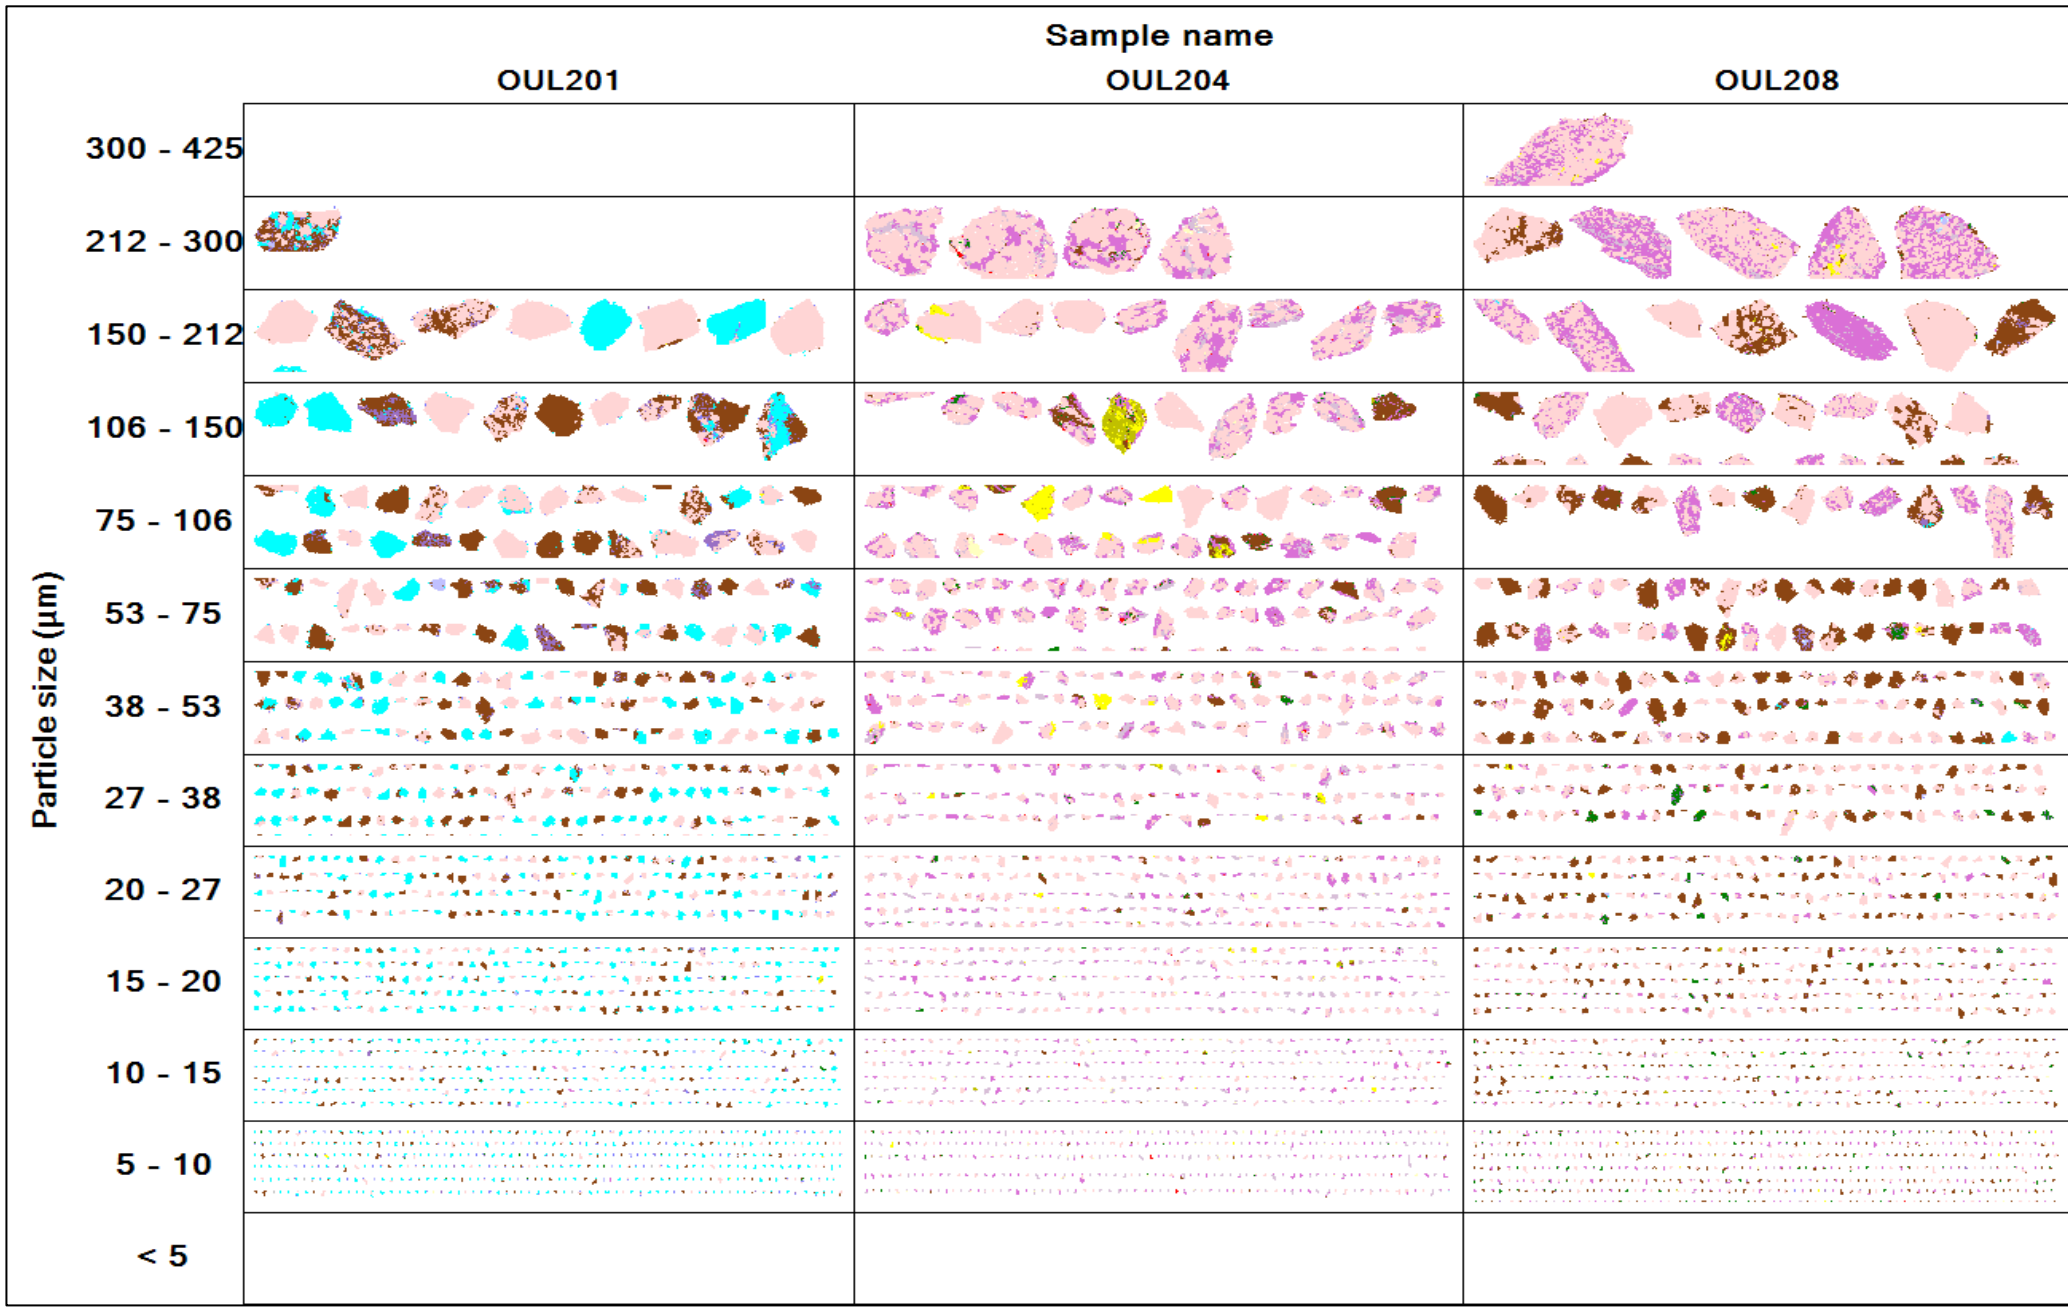 Sample name
OUL201 OUL204 OUL208
Particle size (µm)
300 - 425
212 - 300
150 - 212
106 - 150
75 - 106
53 - 75
38 - 53
27 - 38
20 - 27
15 - 20
10 - 15
5 - 10
< 5